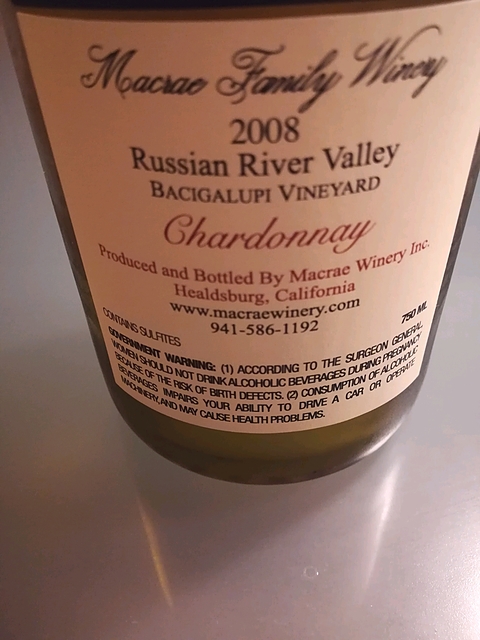 Macrae Family Winery
2008
Russian River Valley
BACIGALUPI VINEYARD
Chardonnay
Produced and Bottled By Macrae Winery Inc.
Healdsburg, California
www.macraewinery.com
941-586-1192
CONTAINS SULFITES
750 ML
GOVERNMENT WARNING: (1) ACCORDING TO THE SURGEON GENERAL,
WOMEN SHOULD NOT DRINK ALCOHOLIC BEVERAGES DURING PREGNANCY
BECAUSE OF THE RISK OF BIRTH DEFECTS. (2) CONSUMPTION OF ALCOHOLIC
BEVERAGES IMPAIRS YOUR ABILITY TO DRIVE A CAR OR OPERATE
MACHINERY, AND MAY CAUSE HEALTH PROBLEMS.